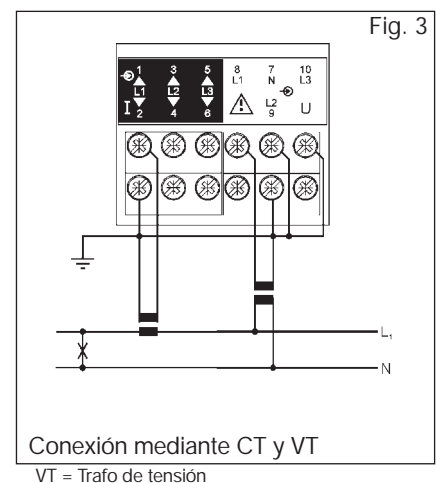 Fig. 3
1 3 5 8 7 10
L1 N L3
L1 L2 L3
I L2 U
2 4 6 9
L1
N
Conexión mediante CT y VT
VT = Trafo de tensión